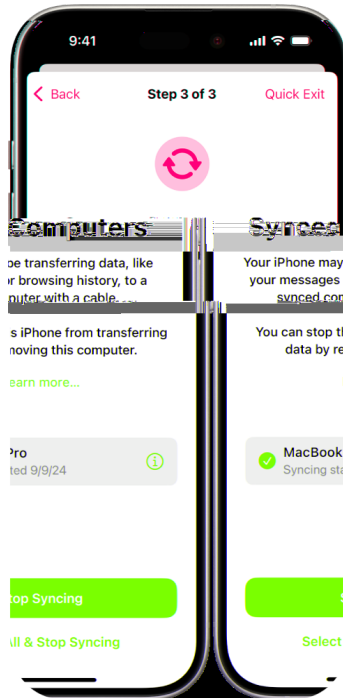 9:41
Back Step 3 of 3 Quick Exit
Computers Synced
be transferring data, like Your iPhone may
or browsing history, to a your messages
puter with a cable. synced com
s iPhone from transferring You can stop th
moving this computer. data by re
earn more...
Pro MacBook
ted 9/9/24 Syncing sta
top Syncing S
All & Stop Syncing Select